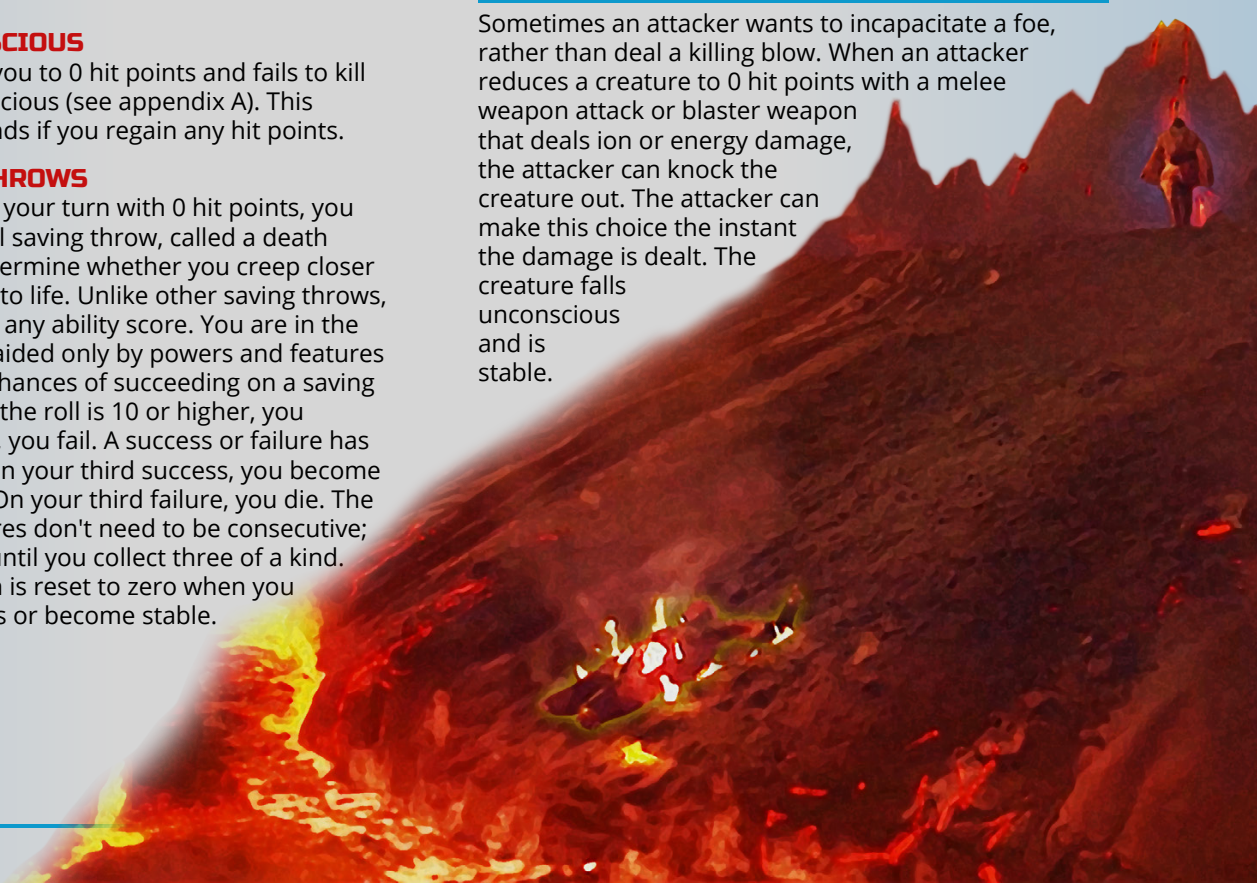 SCIOUS
you to 0 hit points and fails to kill
cious (see appendix A). This
nds if you regain any hit points.
HROWS
your turn with 0 hit points, you
l saving throw, called a death
ermine whether you creep closer
to life. Unlike other saving throws,
any ability score. You are in the
aided only by powers and features
hances of succeeding on a saving
the roll is 10 or higher, you
you fail. A success or failure has
n your third success, you become
On your third failure, you die. The
res don't need to be consecutive;
until you collect three of a kind.
is reset to zero when you
s or become stable.
Sometimes an attacker wants to incapacitate a foe,
rather than deal a killing blow. When an attacker
reduces a creature to 0 hit points with a melee
weapon attack or blaster weapon
that deals ion or energy damage,
the attacker can knock the
creature out. The attacker can
make this choice the instant
the damage is dealt. The
creature falls
unconscious
and is
stable.